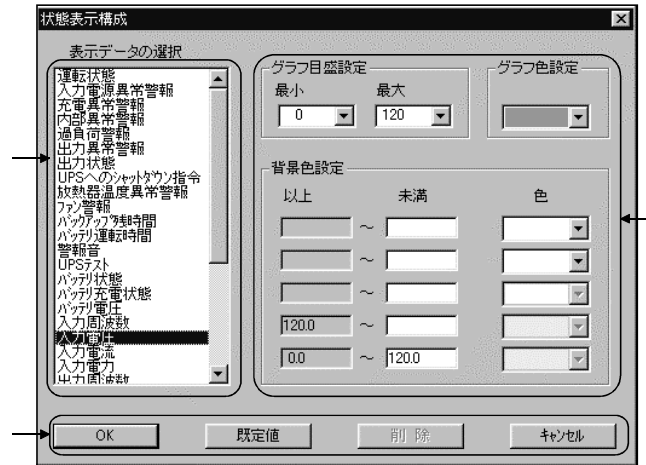 状態表示構成
表示データの選択
運転状態
入力電源異常警報
充電異常警報
内部異常警報
過負荷警報
出力異常警報
出力状態
UPSへのｼｬｯﾄﾀﾞｳﾝ指令
放熱器温度異常警報
ﾌｧﾝ警報
ﾊﾞｯｸｱｯﾌﾟ残時間
ﾊﾞｯﾃﾘ運転時間
警報音
UPSﾃｽﾄ
ﾊﾞｯﾃﾘ状態
ﾊﾞｯﾃﾘ充電状態
ﾊﾞｯﾃﾘ電圧
入力周波数
入力電圧
入力電流
入力電力
出力周波数
グラフ目盛設定
最小 最大
0 120
グラフ色設定
背景色設定
以上 未満 色
～
～
～
120.0 ～
0.0 ～ 120.0
OK 既定値 削 除 ｷｬﾝｾﾙ